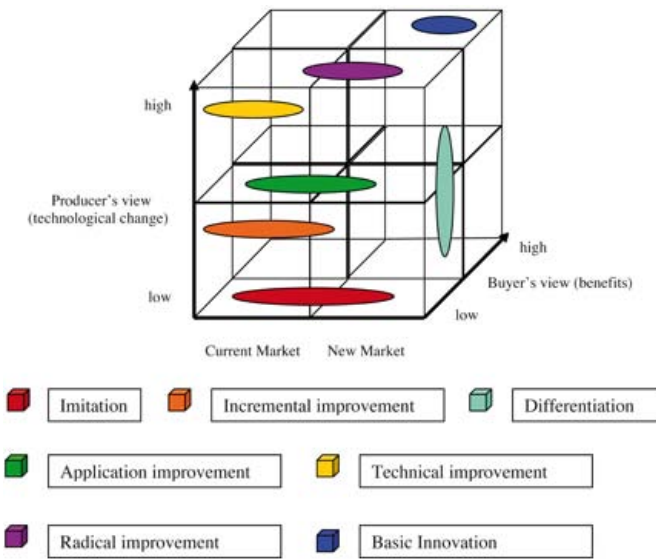 high
Producer's view
(technological change)
high
Buyer's view (benefits)
low
low
Current Market New Market
Imitation Incremental improvement Differentiation
Application improvement Technical improvement
Radical improvement Basic Innovation